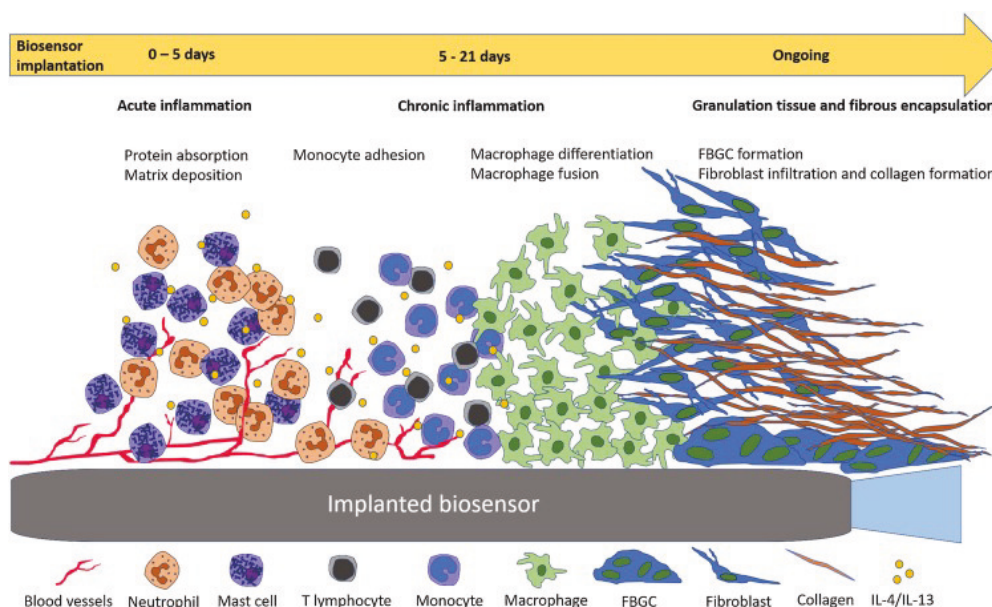 Biosensor
implantation
0 – 5 days
5 - 21 days
Ongoing
Acute inflammation
Chronic inflammation
Granulation tissue and fibrous encapsulation
Protein absorption
Matrix deposition
Monocyte adhesion
Macrophage differentiation
Macrophage fusion
FBGC formation
Fibroblast infiltration and collagen formation
Implanted biosensor
Blood vessels
Neutrophil
Mast cell
T lymphocyte
Monocyte
Macrophage
FBGC
Fibroblast
Collagen
IL-4/IL-13